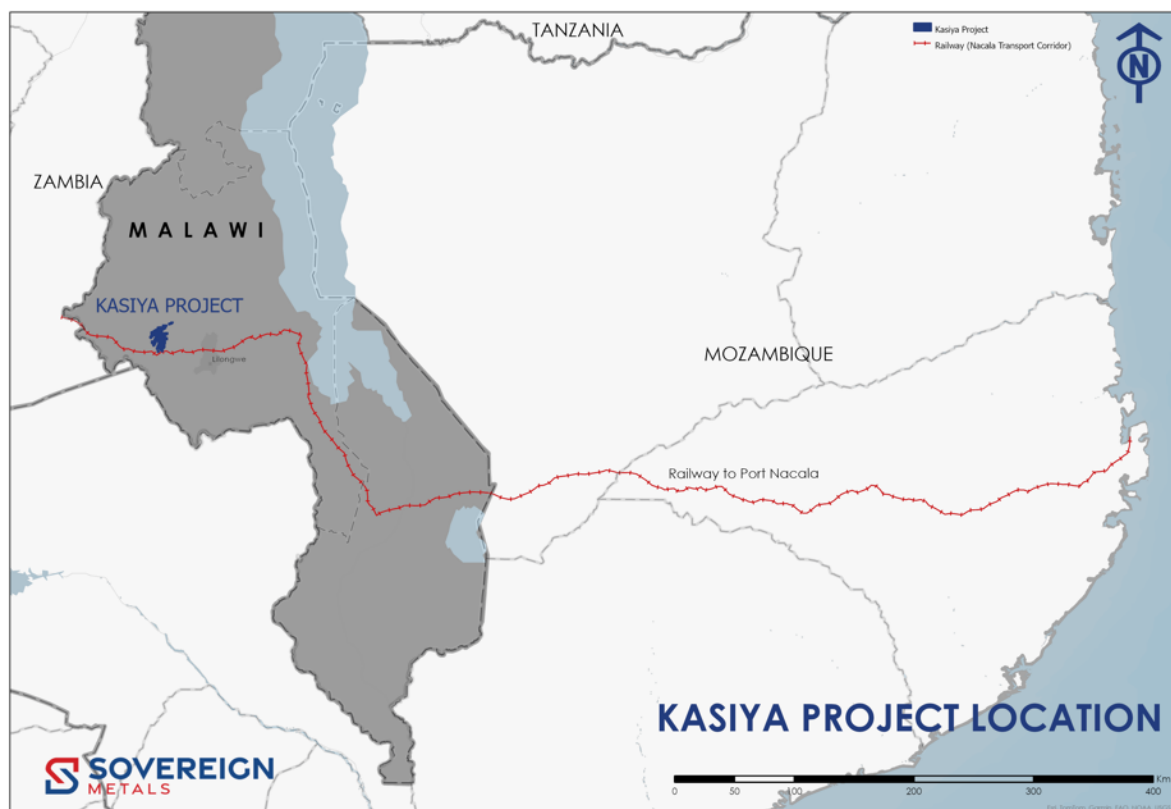 TANZANIA
Kasiya Project
Railway (Nacala Transport Corridor)
N
ZAMBIA
MALAWI
KASIYA PROJECT
Lilongwe
MOZAMBIQUE
Railway to Port Nacala
KASIYA PROJECT LOCATION
SOVEREIGN
METALS
0 50 100 200 300 400
Km